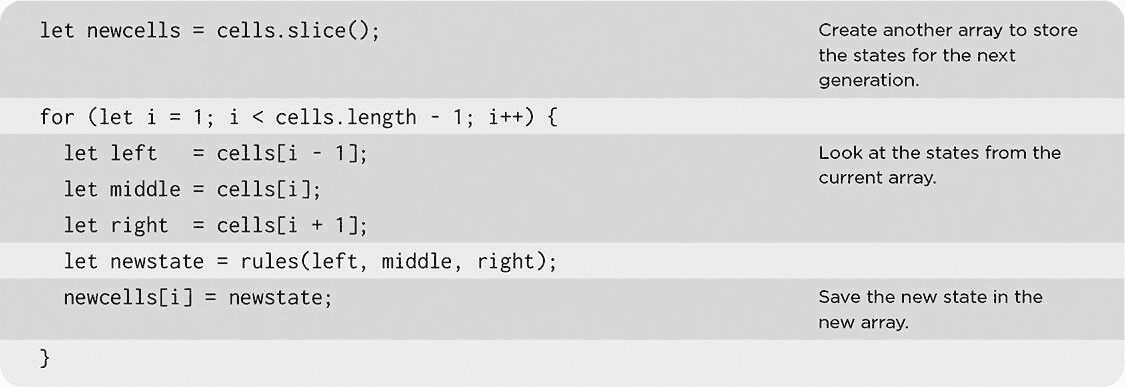 let newcells = cells.slice();
Create another array to store
the states for the next
generation.
for (let i = 1; i < cells.length - 1; i++) {
let left   = cells[i - 1];
Look at the states from the
current array.
let middle = cells[i];
let right  = cells[i + 1];
let newstate = rules(left, middle, right);
newcells[i] = newstate;
Save the new state in the
new array.
}